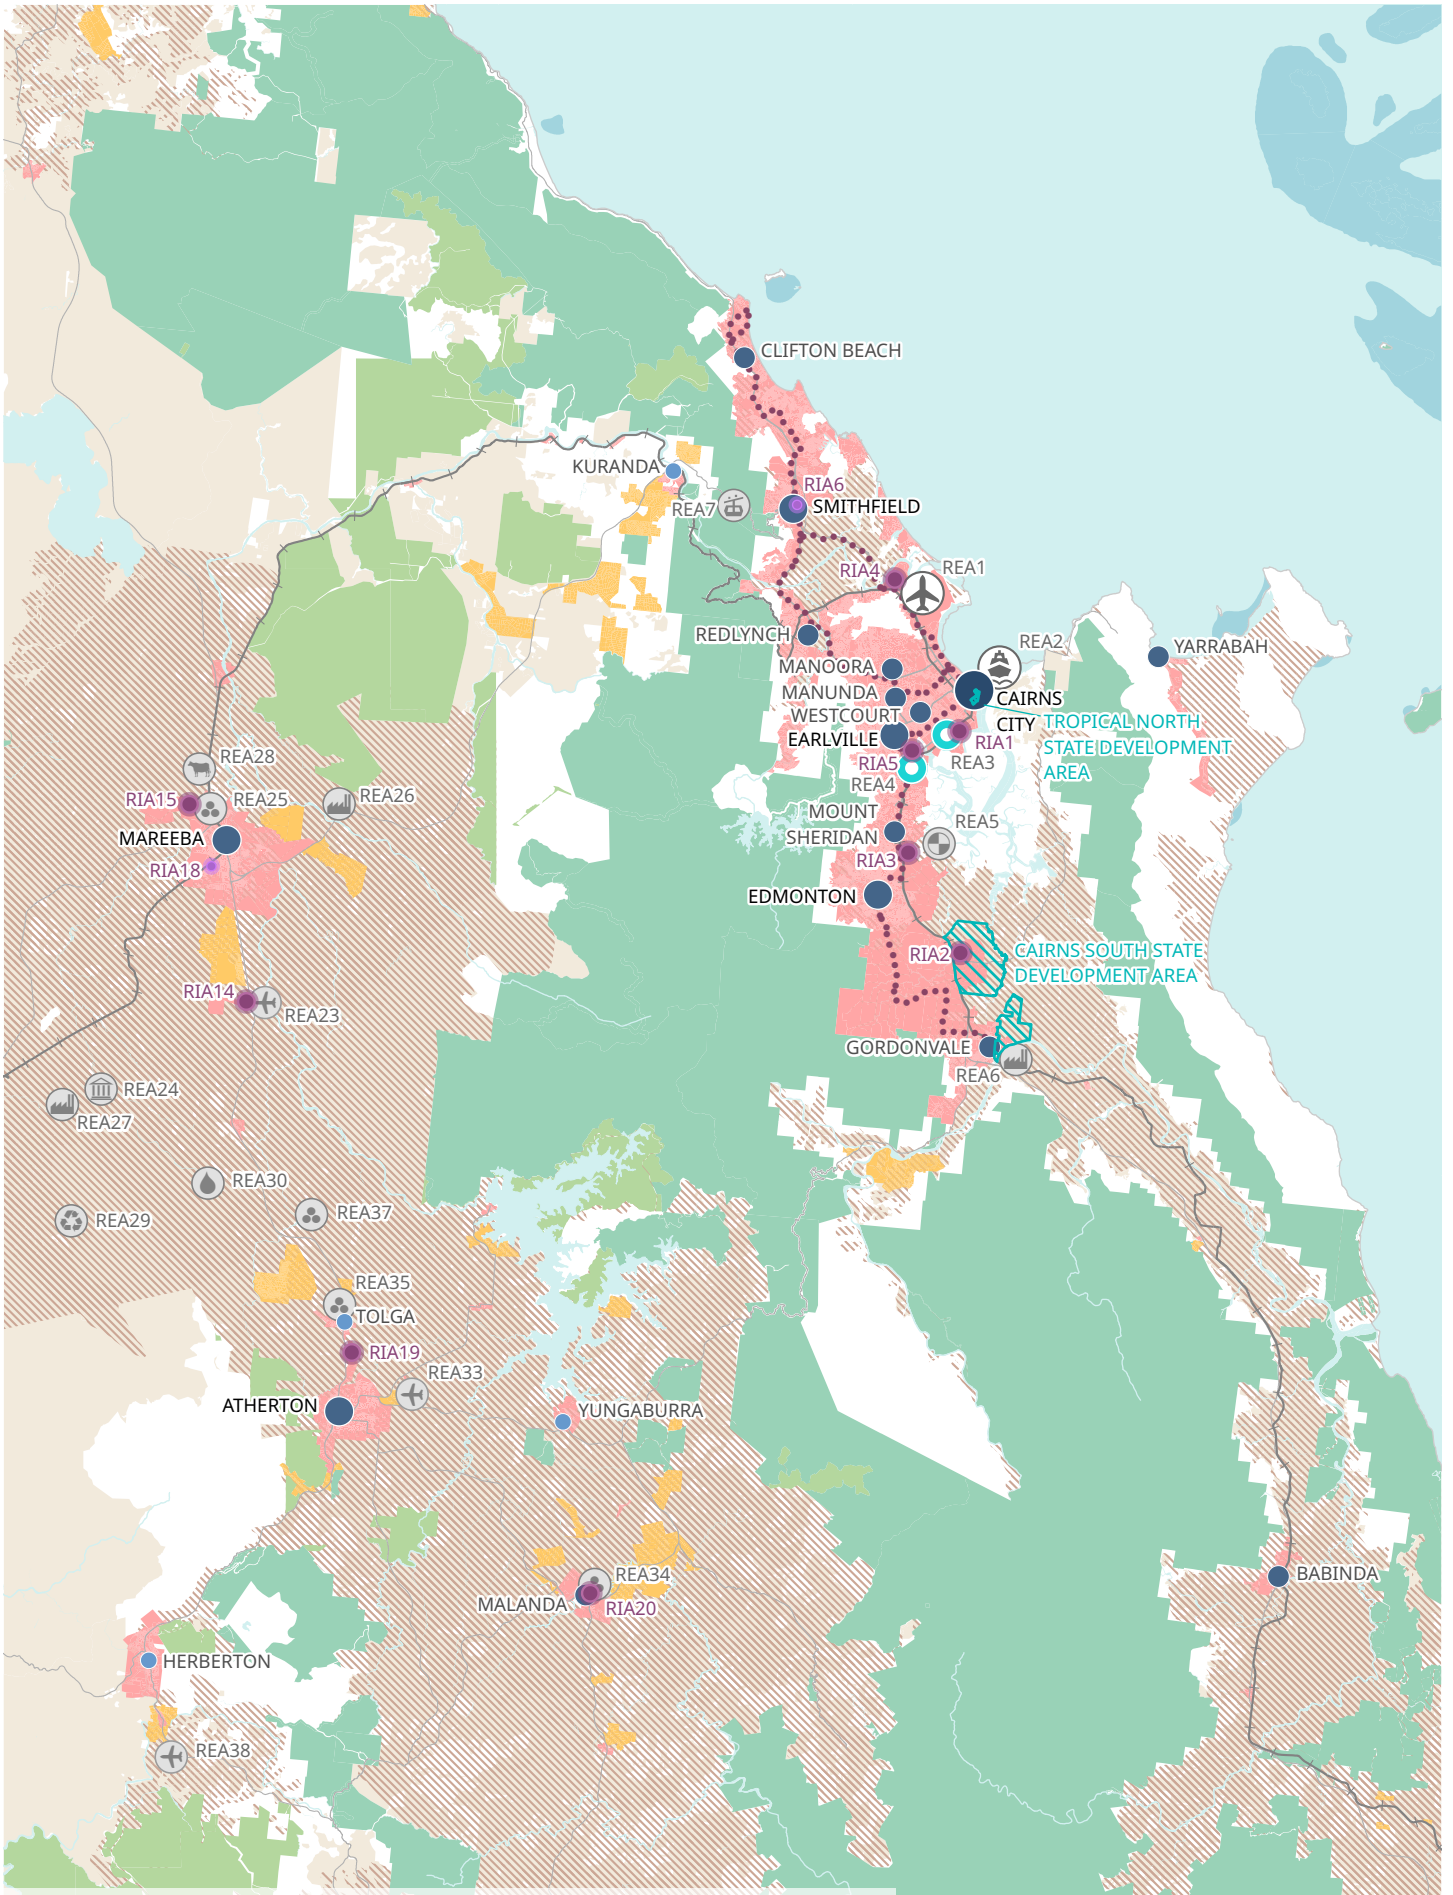 CLIFTON BEACH
KURANDA
RIA6
SMITHFIELD
REA7
RIA4
REA1
REDLYNCH
REA2
YARRABAH
MANOORA
MANUNDA
CAIRNS
CITY
WESTCOURT
TROPICAL NORTH
STATE DEVELOPMENT
AREA
EARLVILLE
RIA1
RIA5
REA3
REA4
REA28
REA25
REA26
RIA15
MAREEBA
RIA18
MOUNT
SHERIDAN
REA5
RIA3
EDMONTON
RIA2
CAIRNS SOUTH STATE
DEVELOPMENT AREA
RIA14
REA23
GORDONVALE
REA6
REA24
REA27
REA30
REA29
REA37
REA35
TOLGA
RIA19
REA33
ATHERTON
YUNGABURRA
REA34
MALANDA
RIA20
BABINDA
HERBERTON
REA38